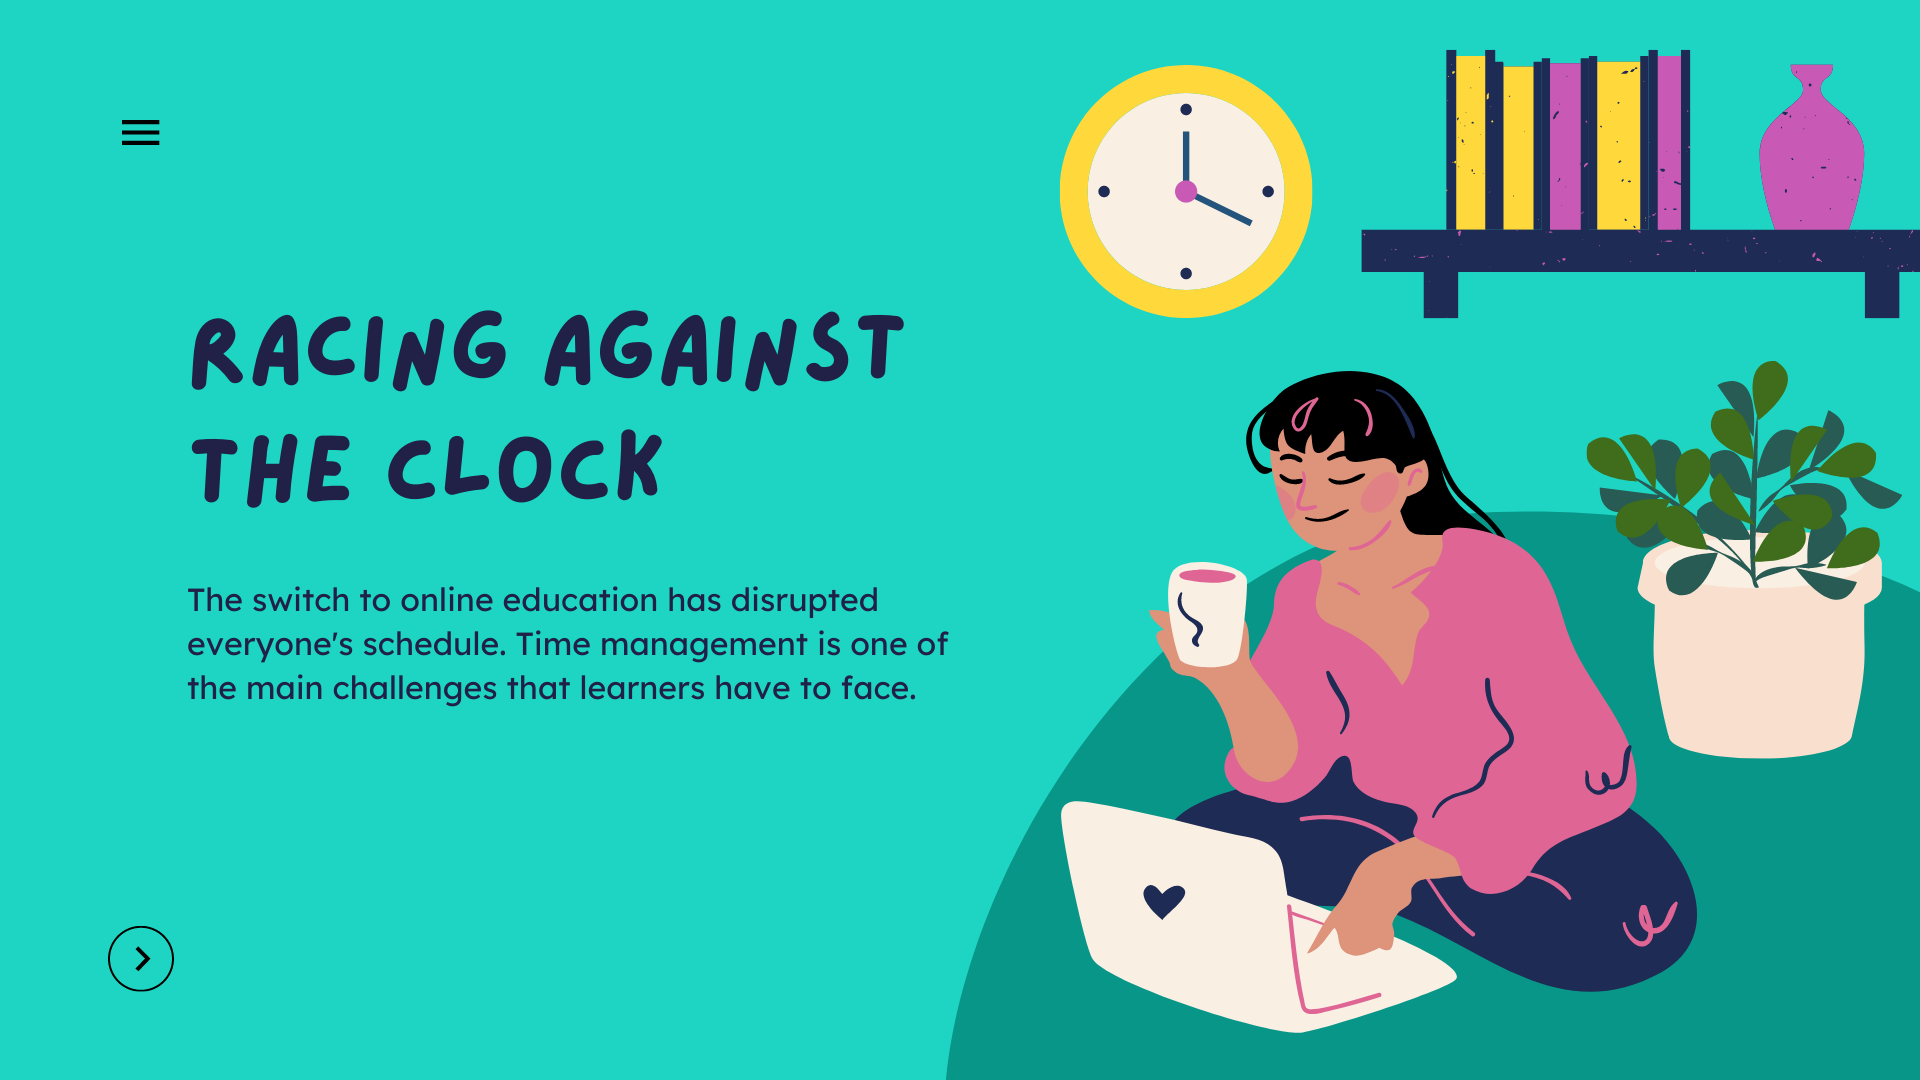 RACING AGAINST
THE CLOCK
The switch to online education has disrupted
everyone's schedule. Time management is one of
the main challenges that learners have to face.